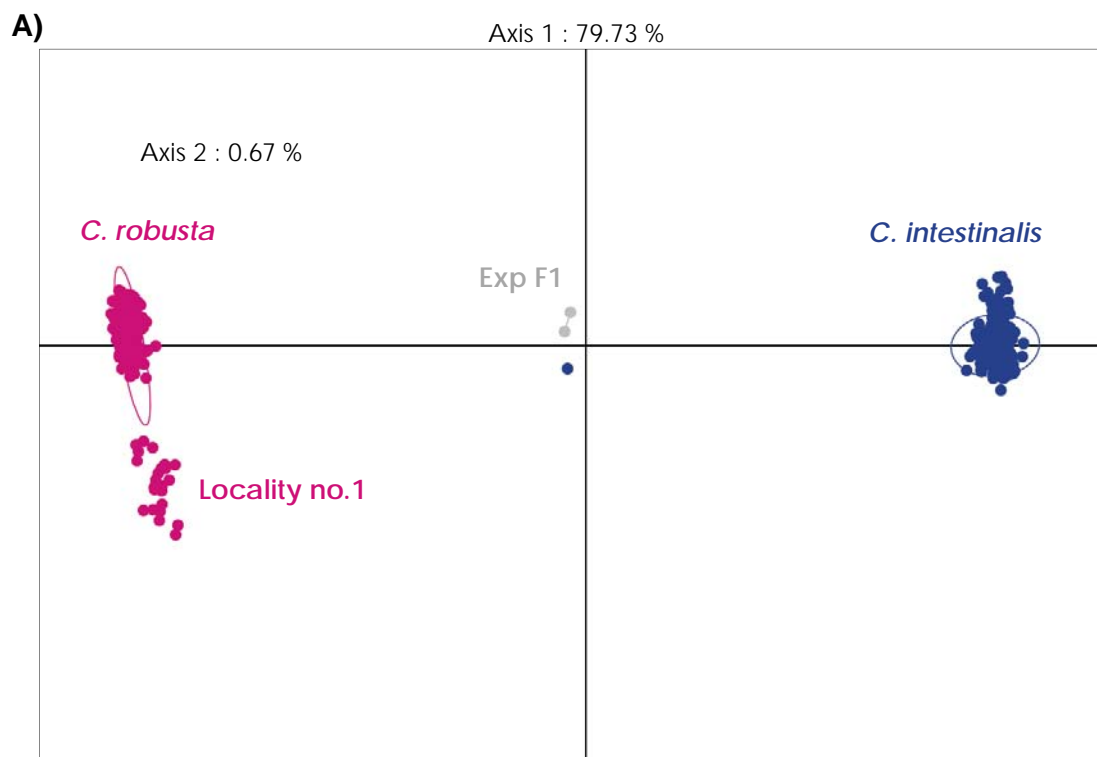 A)
Axis 1 : 79.73 %
Axis 2 : 0.67 %
C. robusta
C. intestinalis
Exp F1
Locality no.1